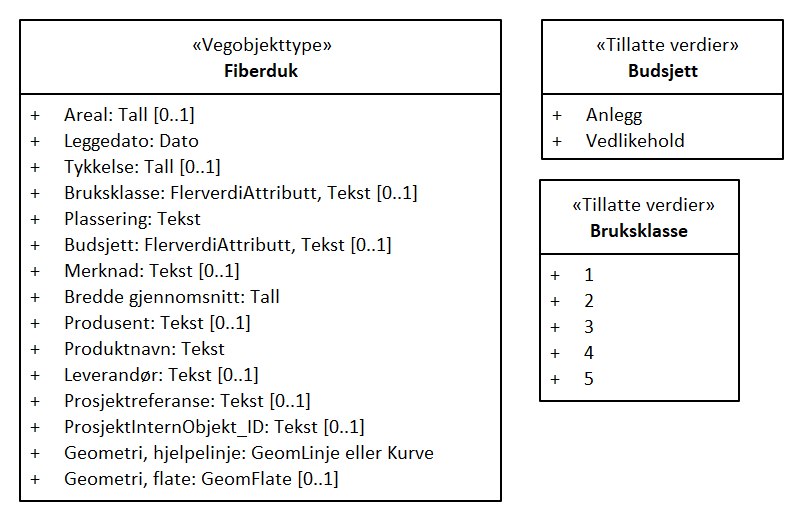 «Vegobjekttype»
Fiberduk
+ Areal: Tall [0..1]
+ Leggedato: Dato
+ Tykkelse: Tall [0..1]
+ Bruksklasse: FlerverdiAttributt, Tekst [0..1]
+ Plassering: Tekst
+ Budsjett: FlerverdiAttributt, Tekst [0..1]
+ Merknad: Tekst [0..1]
+ Bredde gjennomsnitt: Tall
+ Produsent: Tekst [0..1]
+ Produktnavn: Tekst
+ Leverandør: Tekst [0..1]
+ Prosjektreferanse: Tekst [0..1]
+ ProsjektInternObjekt_ID: Tekst [0..1]
+ Geometri, hjelpelinje: GeomLinje eller Kurve
+ Geometri, flate: GeomFlate [0..1]
«Tillatte verdier»
Budsjett
+ Anlegg
+ Vedlikehold
«Tillatte verdier»
Bruksklasse
+ 1
+ 2
+ 3
+ 4
+ 5